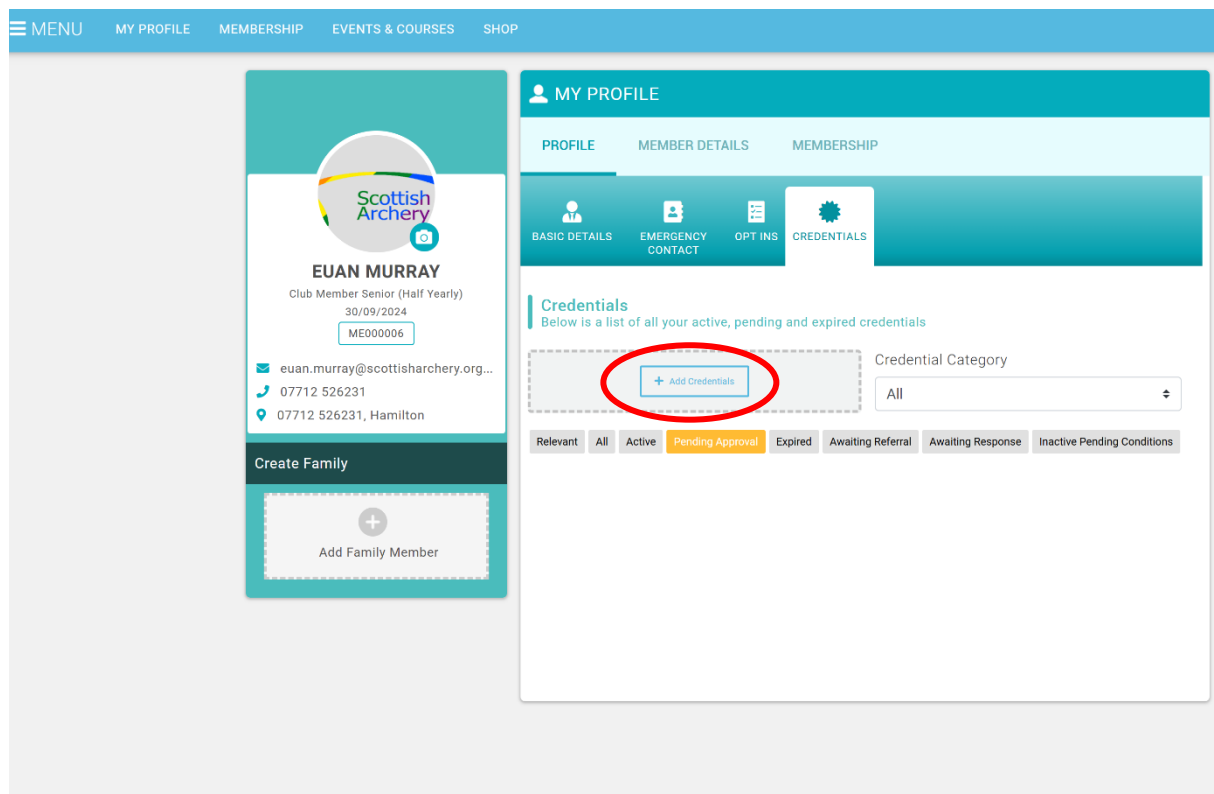 MENU MY PROFILE MEMBERSHIP EVENTS & COURSES SHOP
Scottish
Archery
EUAN MURRAY
Club Member Senior (Half Yearly)
30/09/2024
ME000006
euan.murray@scottisharchery.org...
07712 526231
07712 526231, Hamilton
Create Family
Add Family Member
MY PROFILE
PROFILE MEMBER DETAILS MEMBERSHIP
BASIC DETAILS
EMERGENCY
CONTACT
OPT INS
CREDENTIALS
Credentials
Below is a list of all your active, pending and expired credentials
+ Add Credentials
Credential Category
All
Relevant All Active Pending Approval Expired Awaiting Referral Awaiting Response Inactive Pending Conditions